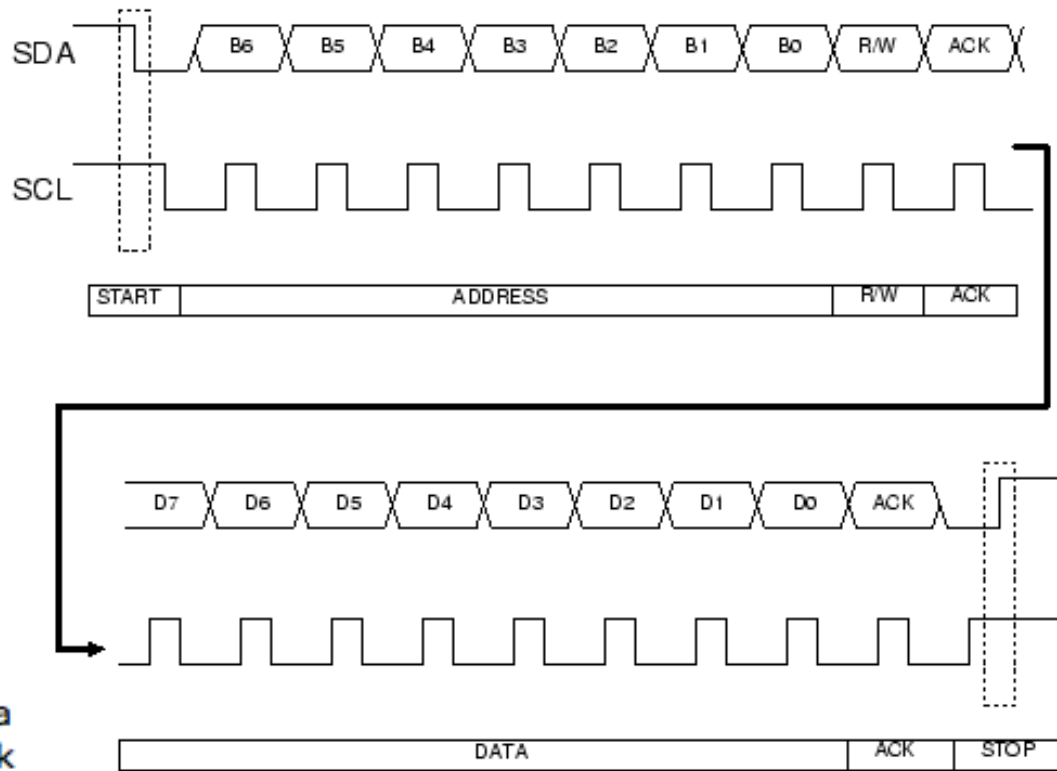 SDA B6 B5 B4 B3 B2 B1 B0 R/W ACK
SCL
START ADDRESS R/W ACK
D7 D6 D5 D4 D3 D2 D1 D0 ACK
a
k
DATA ACK STOP